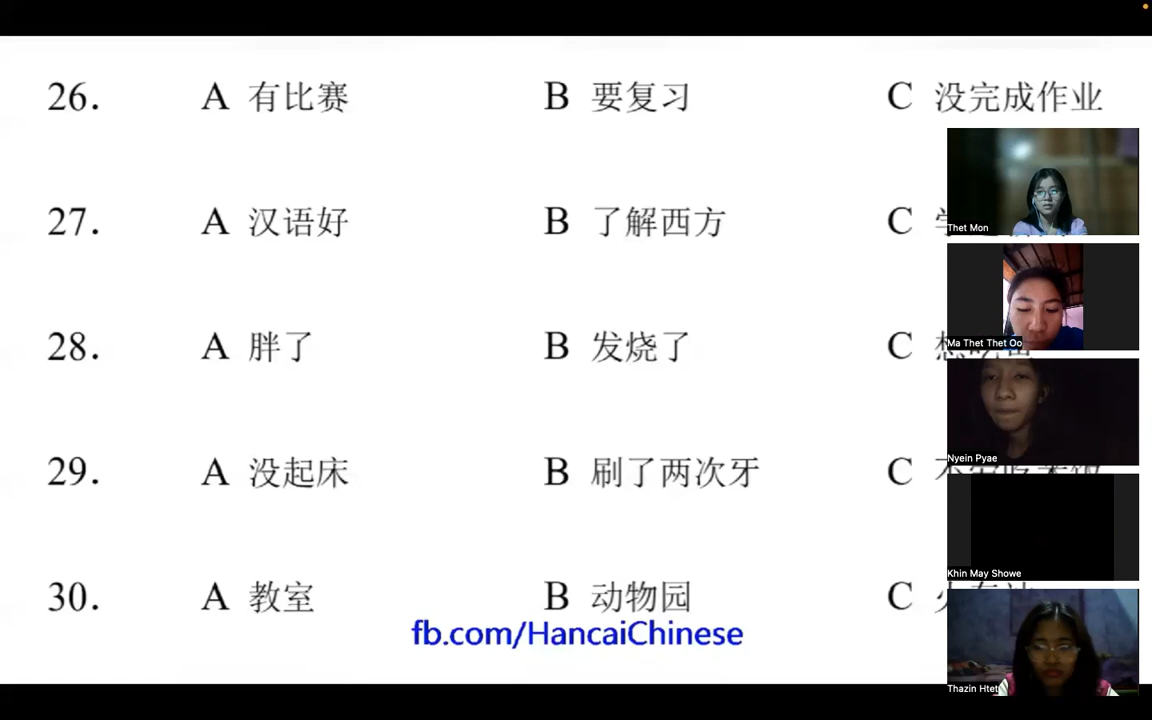 26. A 有比赛 B 要复习 C 没完成作业
27. A 汉语好 B 了解西方 C
28. A 胖了 B 发烧了 C
29. A 没起床 B 刷了两次牙 C
30. A 教室 B 动物园 C
fb.com/HancaiChinese
Thet Mon
Ma Thet Thet Oo
Nyein Pyae
Khin May Showe
Thazin Htet